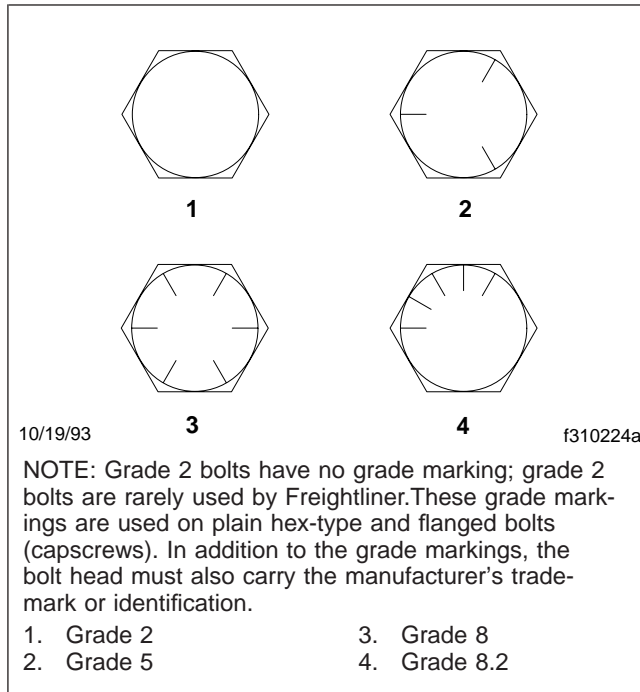 1
2
3
4
10/19/93
f310224a
NOTE: Grade 2 bolts have no grade marking; grade 2
bolts are rarely used by Freightliner.These grade mark-
ings are used on plain hex-type and flanged bolts
(capscrews). In addition to the grade markings, the
bolt head must also carry the manufacturer's trade-
mark or identification.
1. Grade 2
2. Grade 5
3. Grade 8
4. Grade 8.2